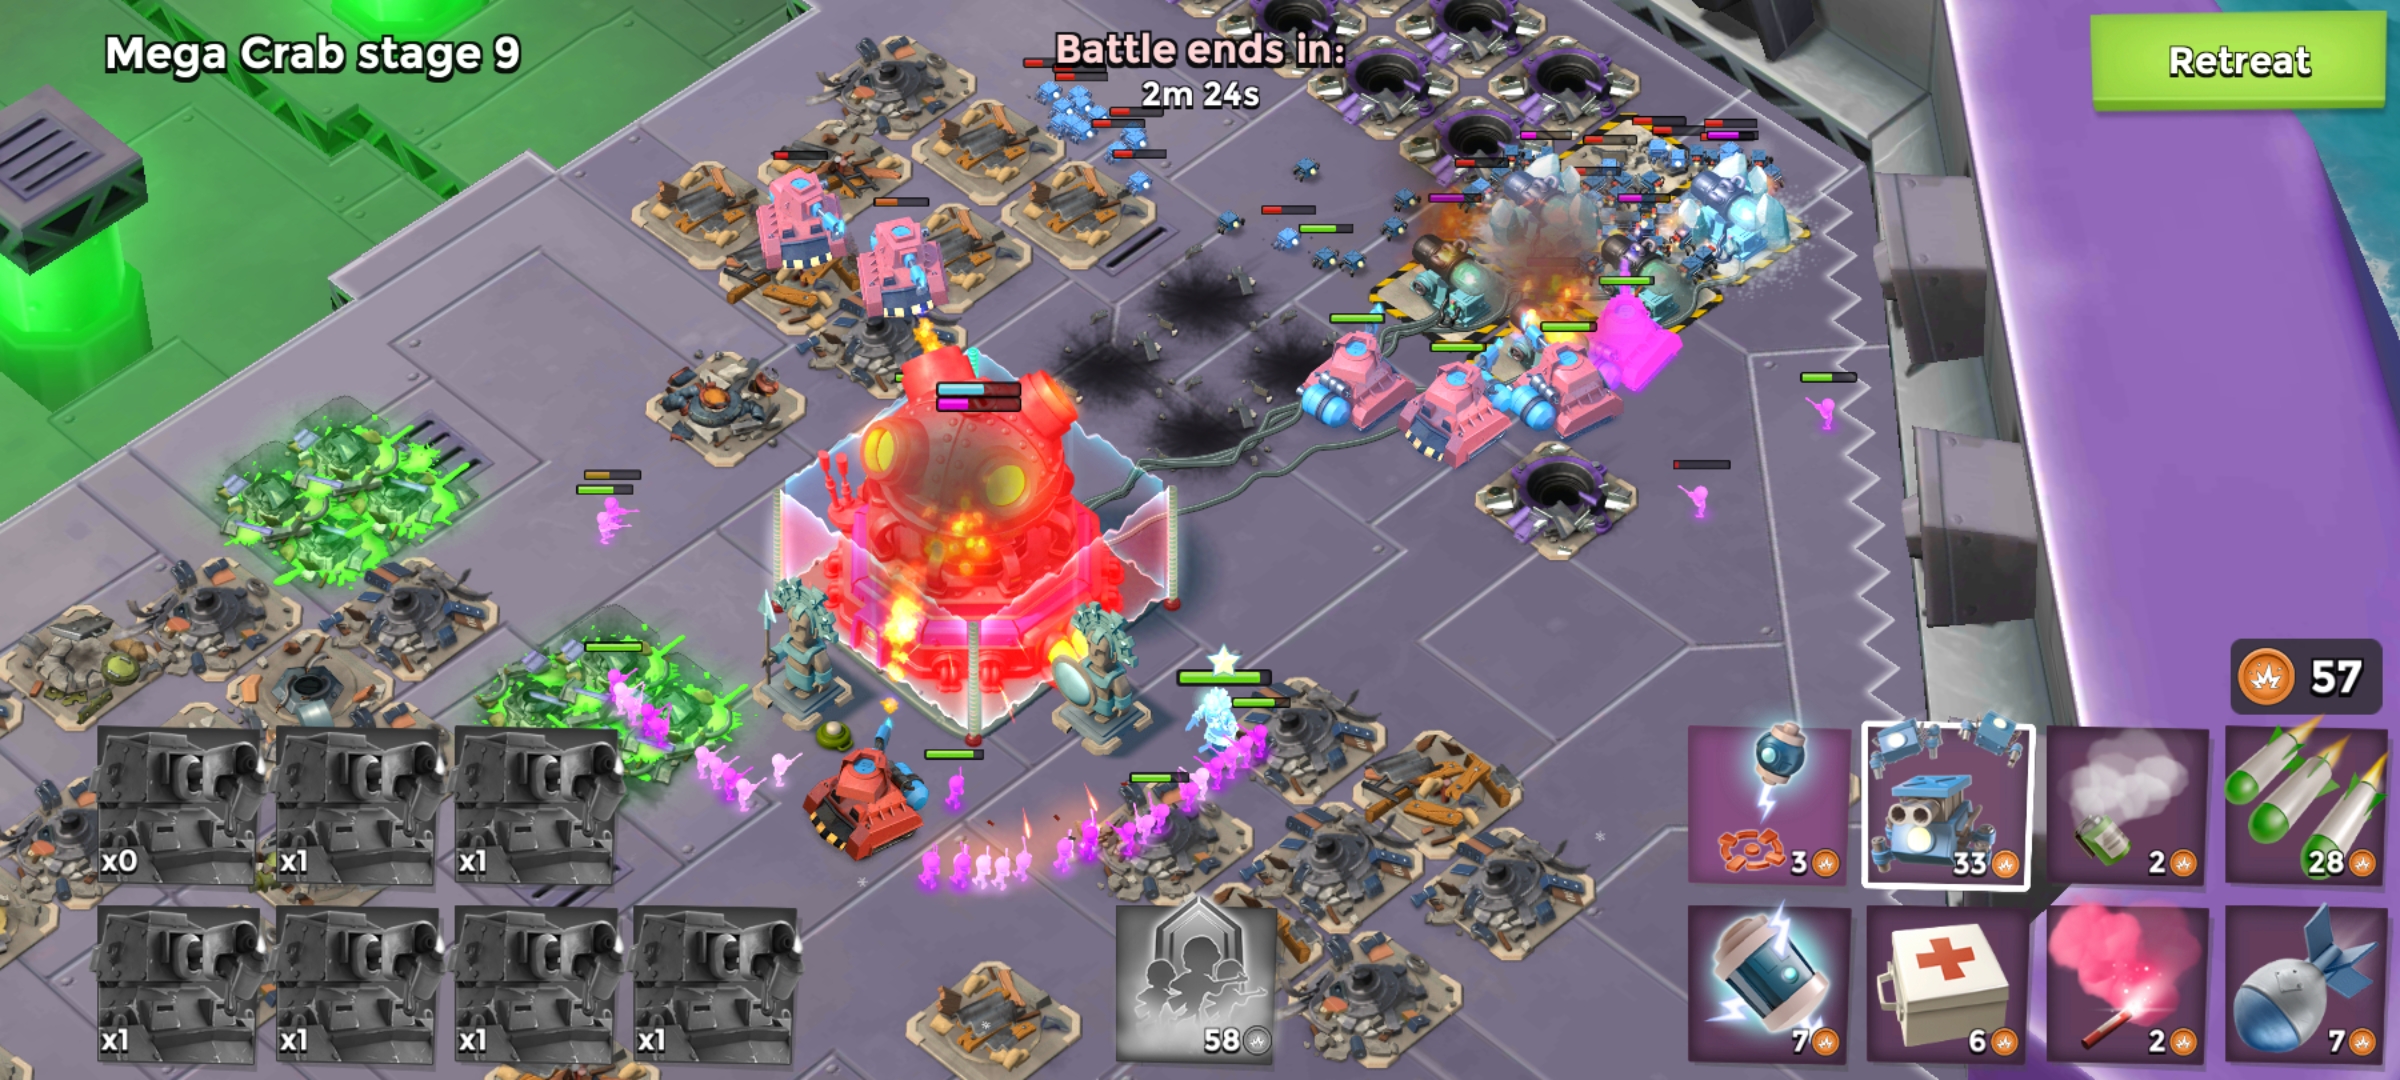 Mega Crab stage 9
Battle ends in:
2m 24s
Retreat
57
x0
x1
x1
3
33
2
28
x1
x1
x1
x1
58
7
6
2
7